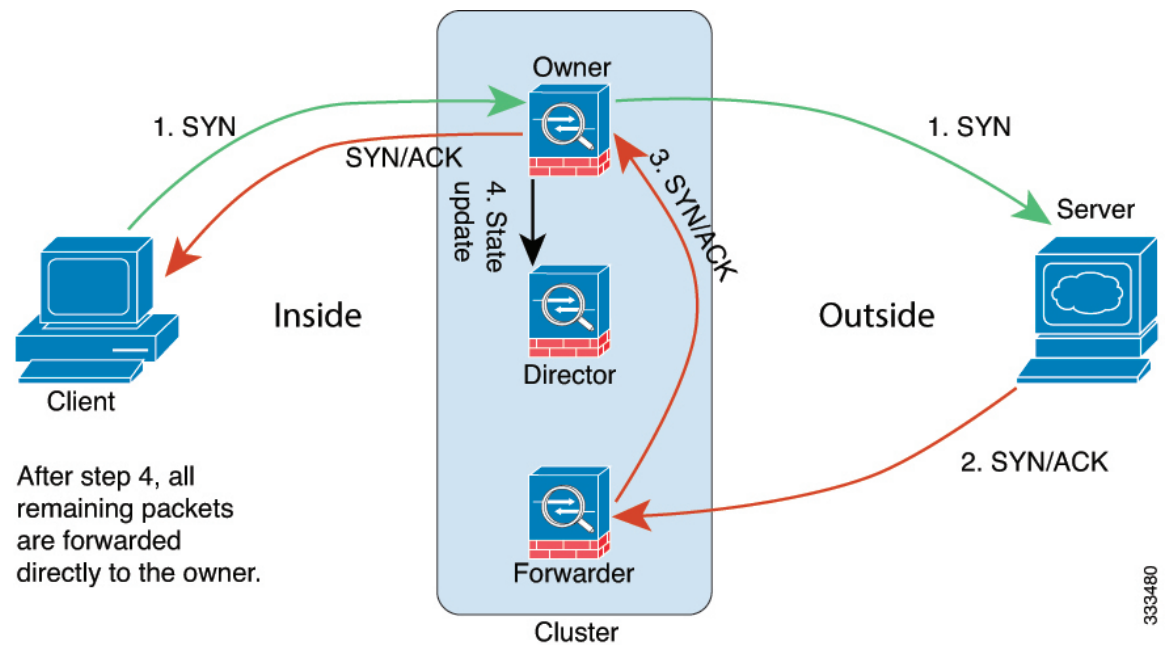 Owner
1. SYN
1. SYN
SYN/ACK
3. SYN/ACK
4. State
update
Server
Inside
Outside
Director
Client
2. SYN/ACK
After step 4, all
remaining packets
are forwarded
directly to the owner.
Forwarder
Cluster
333480